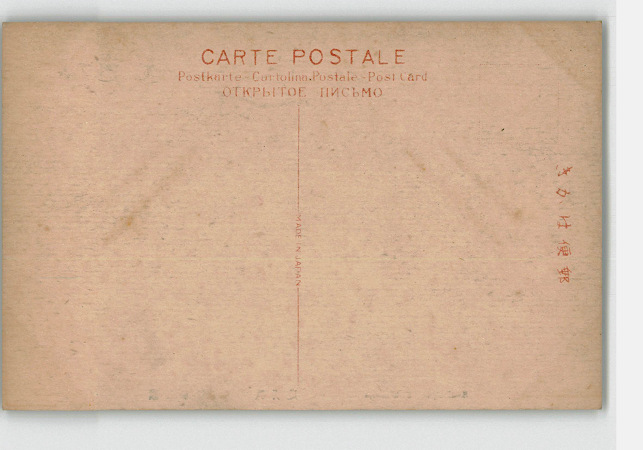 CARTE POSTALE
Postkarte - Cartolina.Postale - Post Card
ОТКРЫТОЕ ПИСЬМО
MADE IN JAPAN
きかは便郵